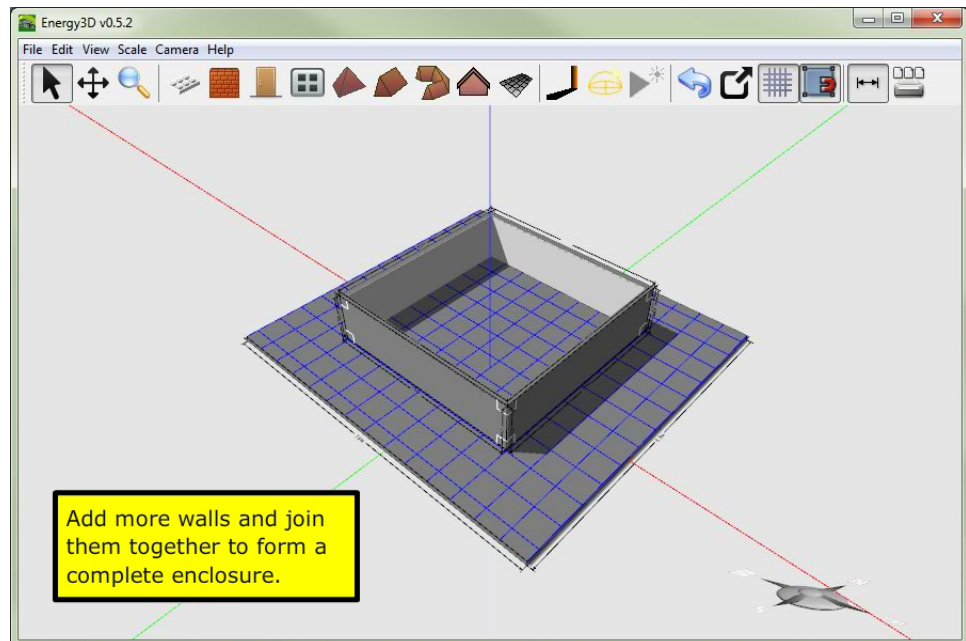 Energy3D v0.5.2
File Edit View Scale Camera Help
Add more walls and join
them together to form a
complete enclosure.